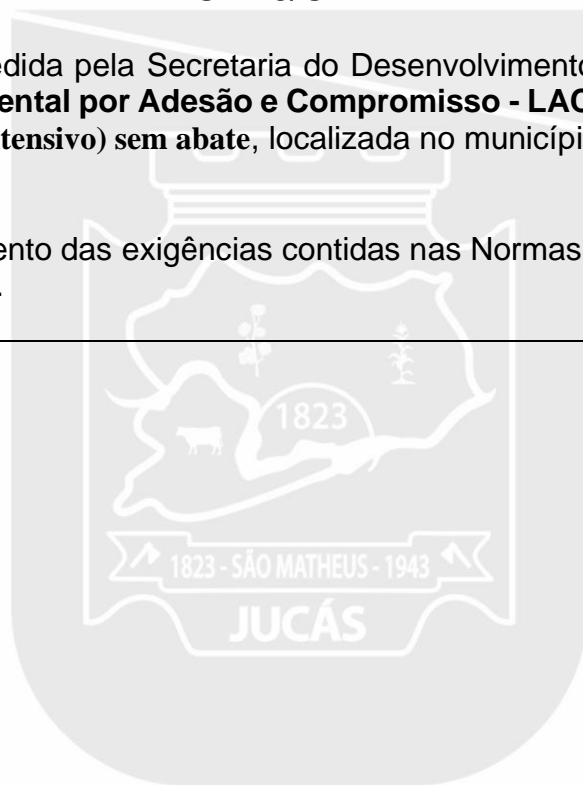 edida pela Secretaria do Desenvolvimento
ental por Adesão e Compromisso - LAC
tensivo) sem abate, localizada no municípi
ento das exigências contidas nas Normas
.
1823
1823 - SÃO MATHEUS - 1943
JUCÁS